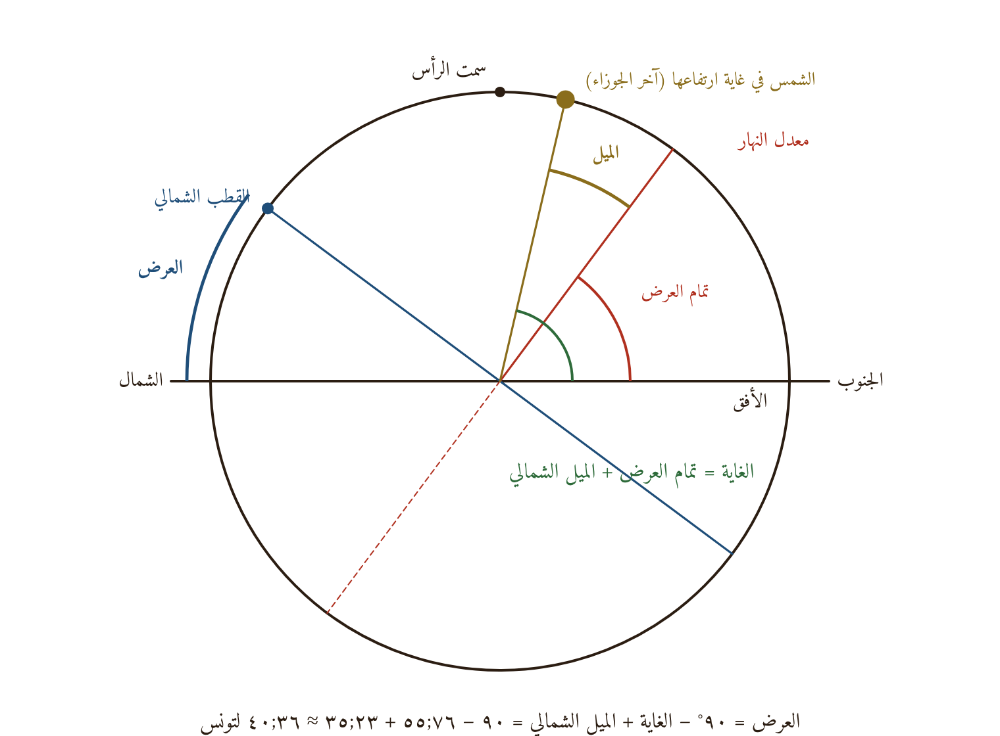 سمت الرأس
الشمس في غاية ارتفاعها (آخر الجوزاء)
معدل النهار
الميل
القطب الشمالي
العرض
تمام العرض
الشمال
الجنوب
الأفق
الغاية = تمام العرض + الميل الشمالي
العرض = ٩٠° − الغاية + الميل الشمالي = ٩٠ − ٧٦;٥٥ + ٢٣;٣٥ ≈ ٣٦;٤٠ لتونس